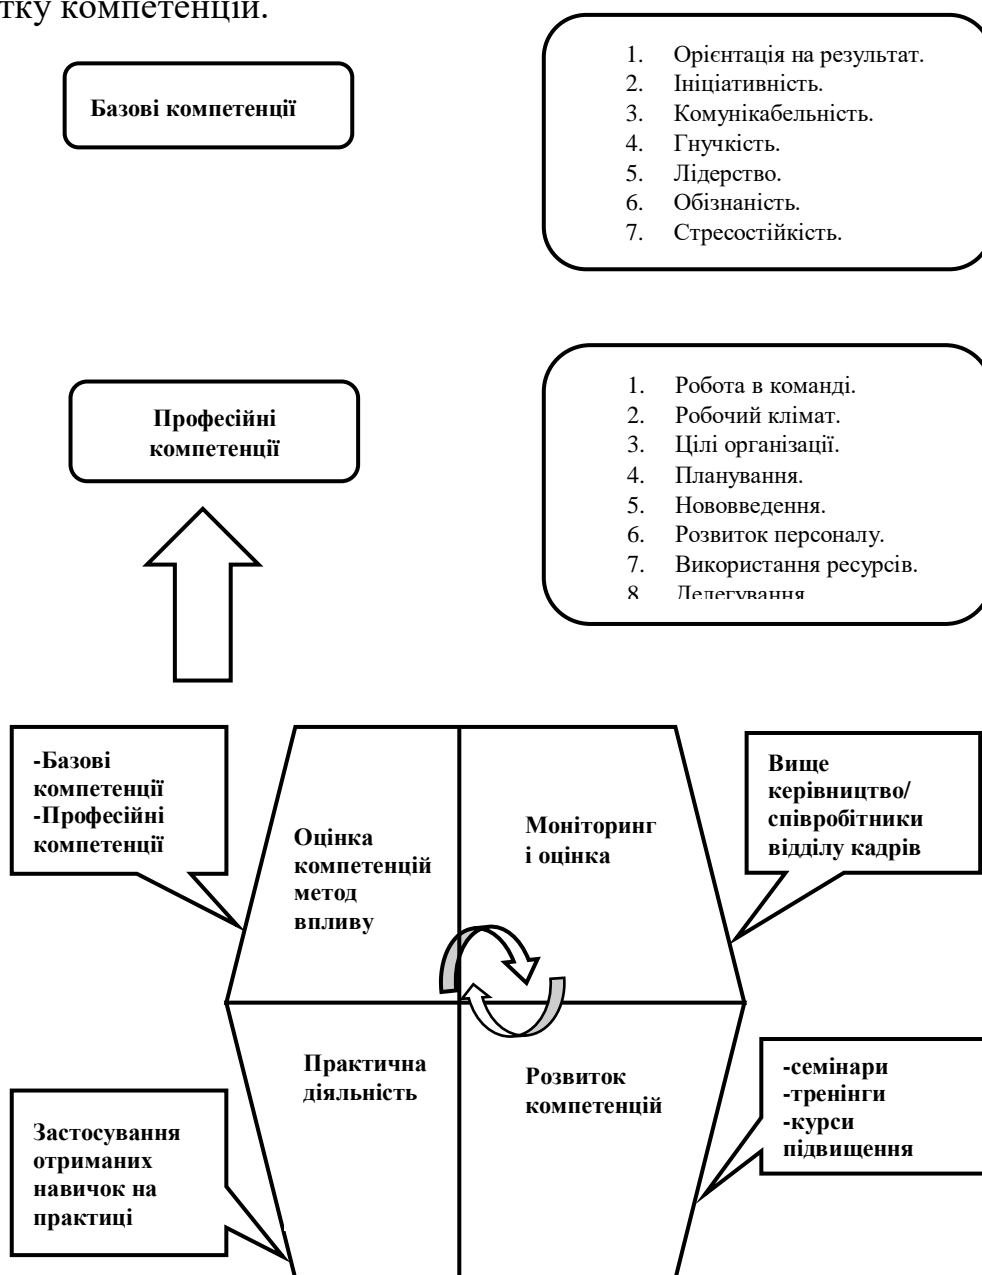 тку компетенцій.
Базові компетенції
1. Орієнтація на результат.
2. Ініціативність.
3. Комунікабельність.
4. Гнучкість.
5. Лідерство.
6. Обізнаність.
7. Стресостійкість.
Професійні
компетенції
1. Робота в команді.
2. Робочий клімат.
3. Цілі організації.
4. Планування.
5. Нововведення.
6. Розвиток персоналу.
7. Використання ресурсів.
8 Делегування
-Базові
компетенції
-Професійні
компетенції
Оцінка
компетенцій
метод
впливу
Моніторинг
і оцінка
Вище
керівництво/
співробітники
відділу кадрів
Практична
діяльність
Розвиток
компетенцій
-семінари
-тренінги
-курси
підвищення
Застосування
отриманих
навичок на
практиці